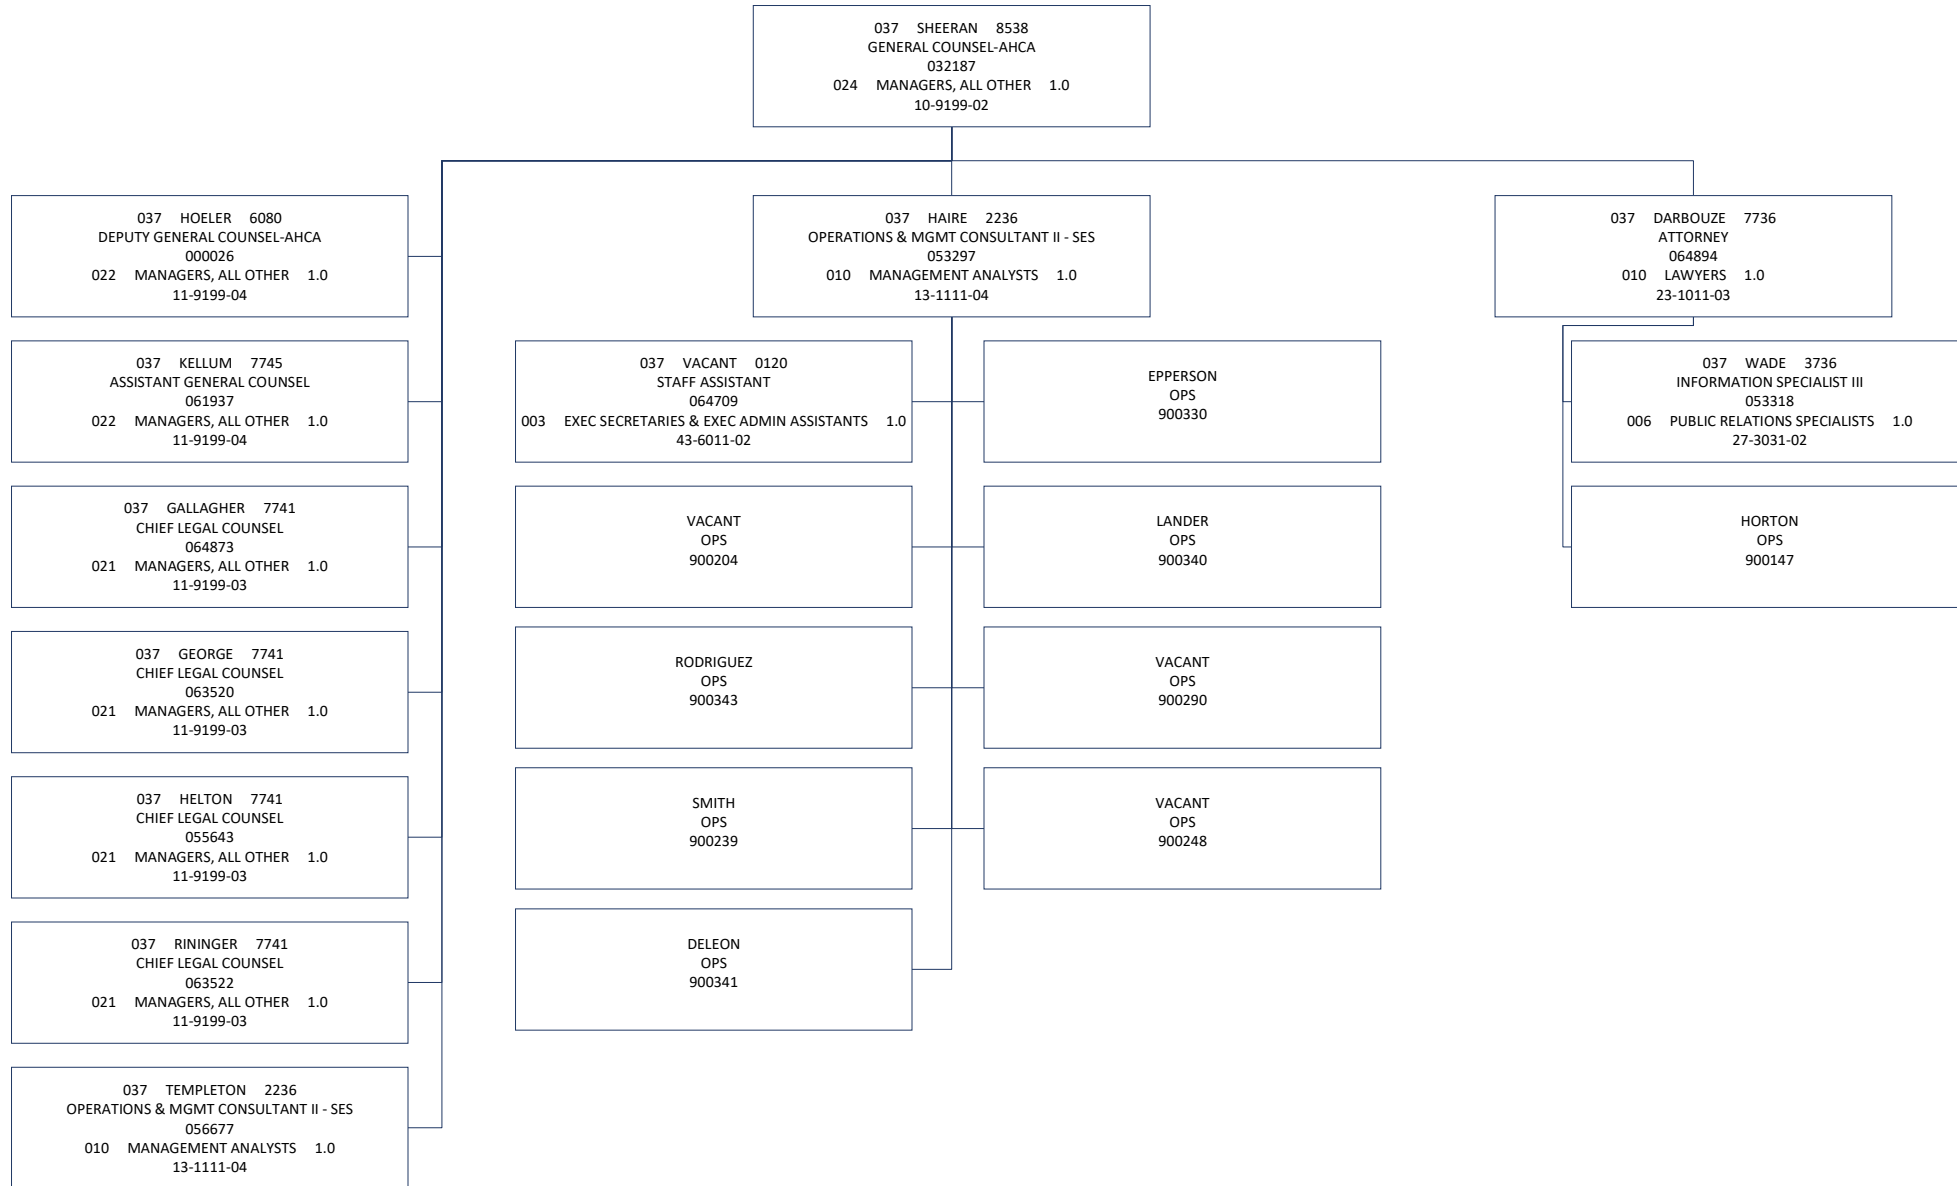 037 SHEERAN 8538
GENERAL COUNSEL-AHCA
032187
024 MANAGERS, ALL OTHER 1.0
10-9199-02
037 HOELER 6080
DEPUTY GENERAL COUNSEL-AHCA
000026
022 MANAGERS, ALL OTHER 1.0
11-9199-04
037 KELLUM 7745
ASSISTANT GENERAL COUNSEL
061937
022 MANAGERS, ALL OTHER 1.0
11-9199-04
037 GALLAGHER 7741
CHIEF LEGAL COUNSEL
064873
021 MANAGERS, ALL OTHER 1.0
11-9199-03
037 GEORGE 7741
CHIEF LEGAL COUNSEL
063520
021 MANAGERS, ALL OTHER 1.0
11-9199-03
037 HELTON 7741
CHIEF LEGAL COUNSEL
055643
021 MANAGERS, ALL OTHER 1.0
11-9199-03
037 RININGER 7741
CHIEF LEGAL COUNSEL
063522
021 MANAGERS, ALL OTHER 1.0
11-9199-03
037 TEMPLETON 2236
OPERATIONS & MGMT CONSULTANT II - SES
056677
010 MANAGEMENT ANALYSTS 1.0
13-1111-04
037 HAIRE 2236
OPERATIONS & MGMT CONSULTANT II - SES
053297
010 MANAGEMENT ANALYSTS 1.0
13-1111-04
037 VACANT 0120
STAFF ASSISTANT
064709
003 EXEC SECRETARIES & EXEC ADMIN ASSISTANTS 1.0
43-6011-02
EPPERSON
OPS
900330
VACANT
OPS
900204
LANDER
OPS
900340
RODRIGUEZ
OPS
900343
VACANT
OPS
900290
SMITH
OPS
900239
VACANT
OPS
900248
DELEON
OPS
900341
037 DARBOUZE 7736
ATTORNEY
064894
010 LAWYERS 1.0
23-1011-03
037 WADE 3736
INFORMATION SPECIALIST III
053318
006 PUBLIC RELATIONS SPECIALISTS 1.0
27-3031-02
HORTON
OPS
900147